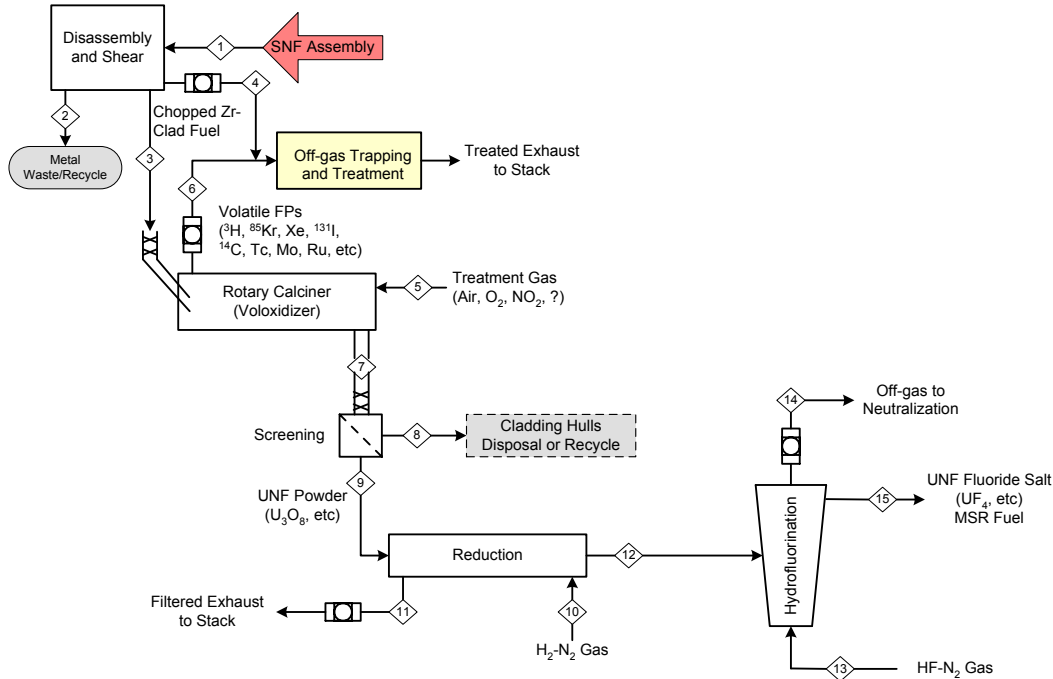 Disassembly
and Shear
1
SNF Assembly
4
2
Chopped Zr-
Clad Fuel
3
Metal
Waste/Recycle
Off-gas Trapping
and Treatment
Treated Exhaust
to Stack
6
Volatile FPs
(³H, ⁸⁵Kr, Xe, ¹³¹I,
¹⁴C, Tc, Mo, Ru, etc)
Rotary Calciner
(Voloxidizer)
5
Treatment Gas
(Air, O₂, NO₂, ?)
7
Screening
8
Cladding Hulls
Disposal or Recycle
14
Off-gas to
Neutralization
9
UNF Powder
(U₃O₈, etc)
15
UNF Fluoride Salt
(UF₄, etc)
MSR Fuel
Reduction
12
Hydrofluorination
Filtered Exhaust
to Stack
11
10
H₂-N₂ Gas
13
HF-N₂ Gas